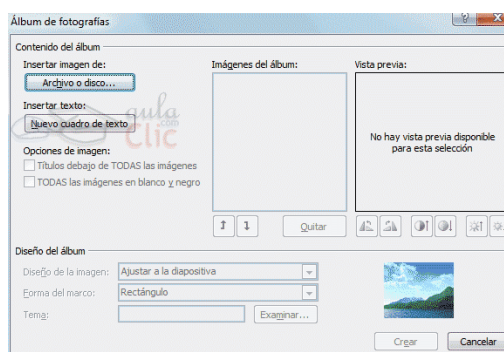 Álbum de fotografías
Contenido del álbum
Insertar imagen de:
Archivo o disco...
Insertar texto:
Nuevo cuadro de texto
Opciones de imagen:
Títulos debajo de TODAS las imágenes
TODAS las imágenes en blanco y negro
Imágenes del álbum:
Quitar
Vista previa:
No hay vista previa disponible
para esta selección
aula
.com
Clic
Diseño del álbum
Diseño de la imagen:
Ajustar a la diapositiva
Forma del marco:
Rectángulo
Tema:
Examinar...
Crear
Cancelar